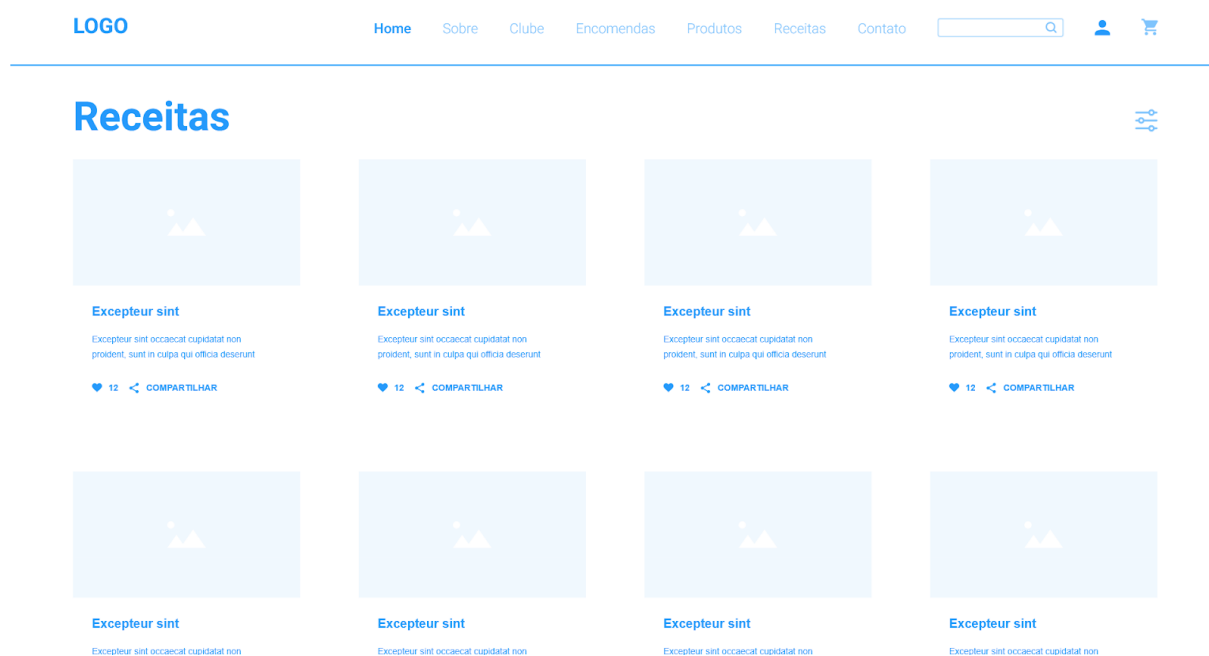 LOGO
Home Sobre Clube Encomendas Produtos Receitas Contato
Receitas
Excepteur sint
Excepteur sint occaecat cupidatat non
proident, sunt in culpa qui officia deserunt
12 COMPARTILHAR
Excepteur sint
Excepteur sint occaecat cupidatat non
proident, sunt in culpa qui officia deserunt
12 COMPARTILHAR
Excepteur sint
Excepteur sint occaecat cupidatat non
proident, sunt in culpa qui officia deserunt
12 COMPARTILHAR
Excepteur sint
Excepteur sint occaecat cupidatat non
proident, sunt in culpa qui officia deserunt
12 COMPARTILHAR
Excepteur sint
Excepteur sint occaecat cupidatat non
Excepteur sint
Excepteur sint occaecat cupidatat non
Excepteur sint
Excepteur sint occaecat cupidatat non
Excepteur sint
Excepteur sint occaecat cupidatat non